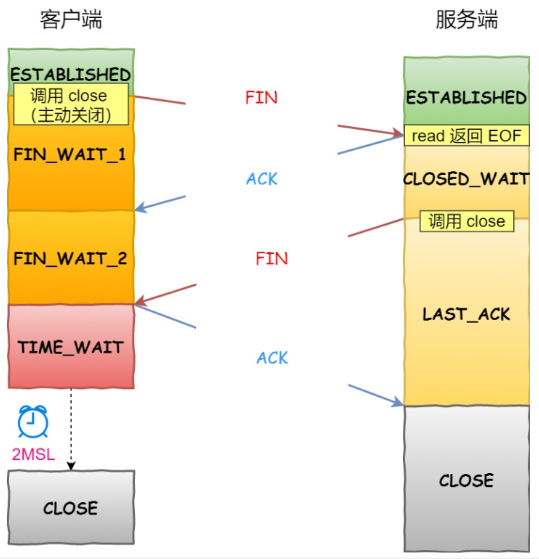 客户端
服务端
ESTABLISHED
调用 close
（主动关闭）
FIN
ESTABLISHED
read 返回 EOF
FIN_WAIT_1
ACK
CLOSED_WAIT
调用 close
FIN_WAIT_2
FIN
LAST_ACK
TIME_WAIT
ACK
2MSL
CLOSE
CLOSE